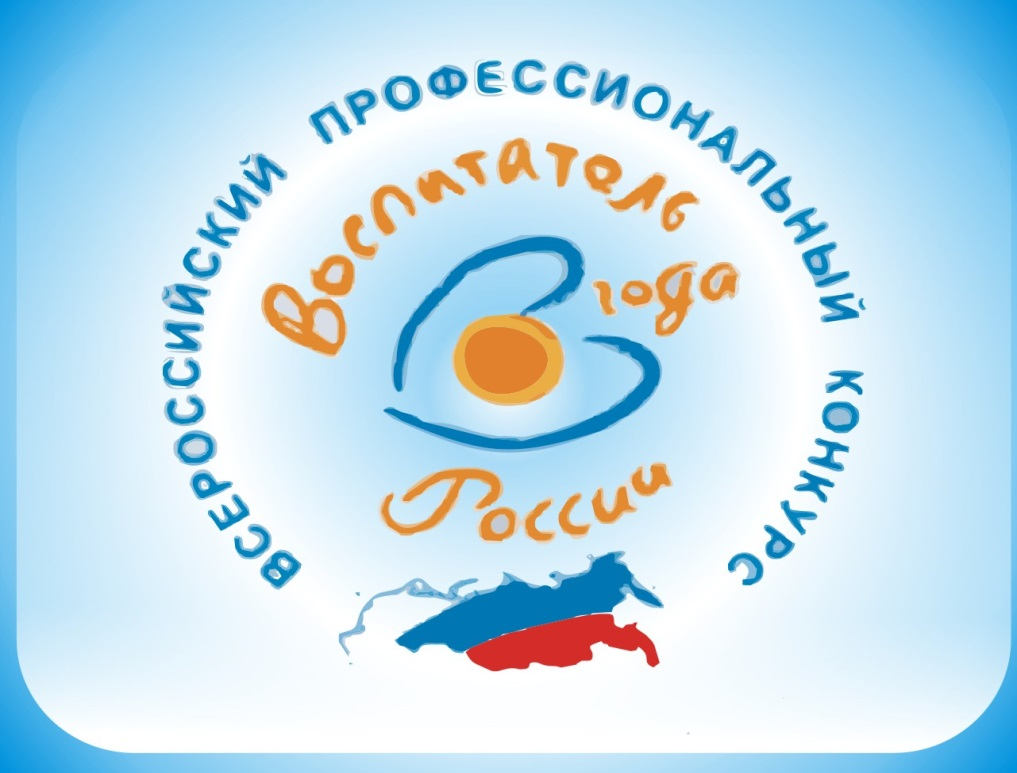 ВСЕРОССИЙСКИЙ ПРОФЕССИОНАЛЬНЫЙ КОНКУРС
Воспитатель
года
России